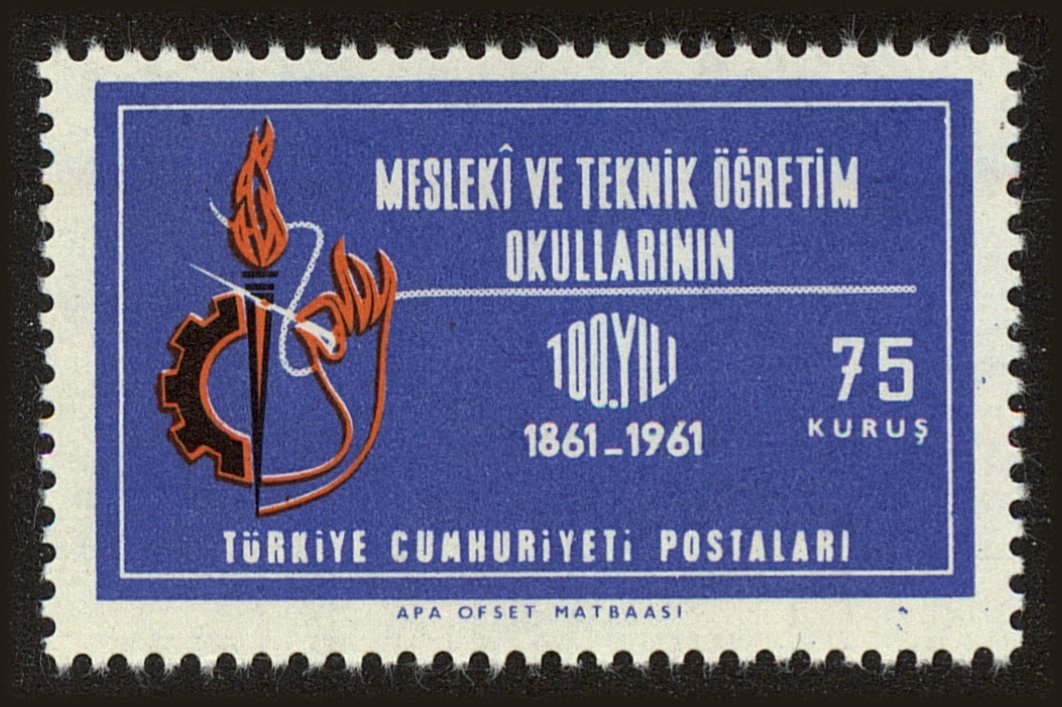 MESLEKÎ VE TEKNİK ÖĞRETİM
OKULLARININ
100.YILI
1861-1961
75
KURUŞ
TÜRKİYE CUMHURİYETİ POSTALARI
APA OFSET MATBAASI